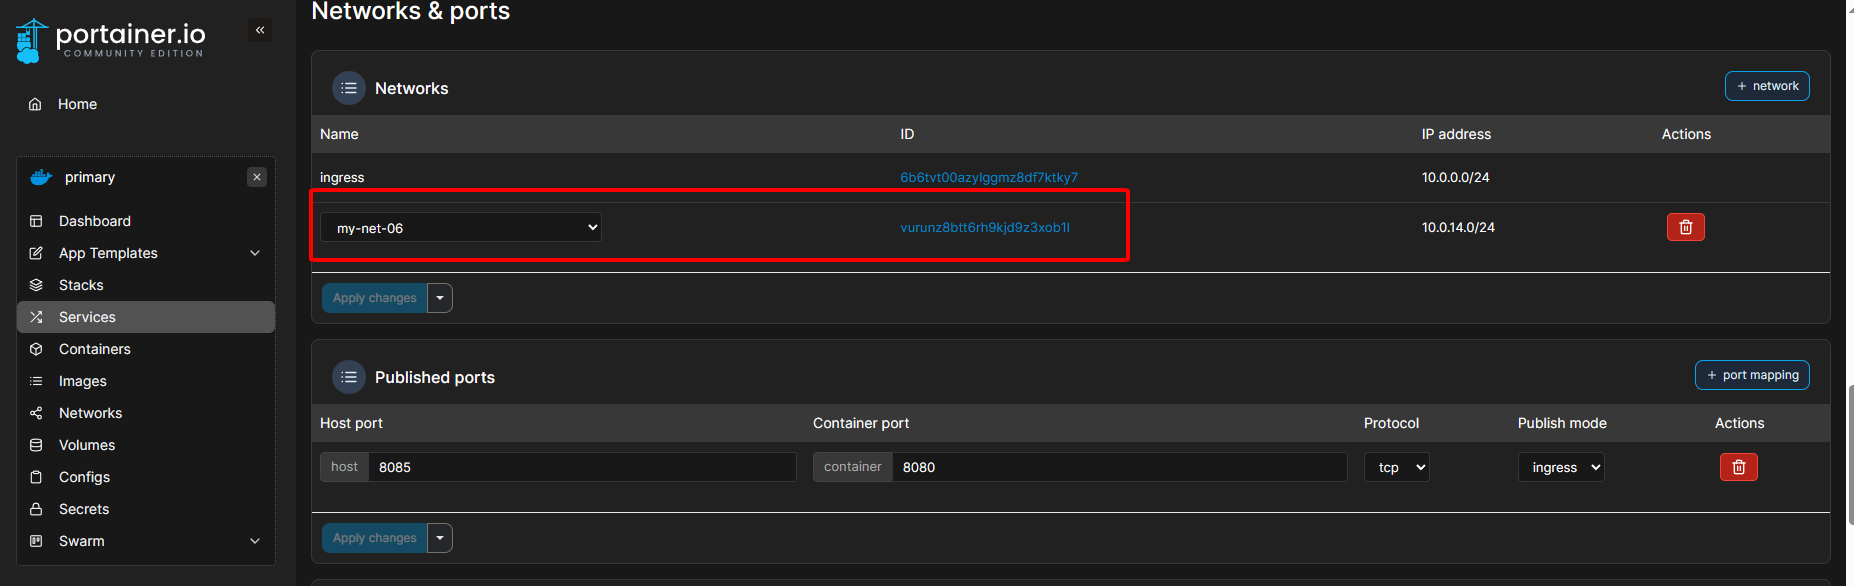 Networks & ports
portainer.io
COMMUNITY EDITION
Home
primary
Dashboard
App Templates
Stacks
Services
Containers
Images
Networks
Volumes
Configs
Secrets
Swarm
Networks
+ network
Name ID IP address Actions
ingress 6b6tvt00azylggmz8df7ktky7 10.0.0.0/24
my-net-06 vurunz8btt6rh9kjd9z3xob1l 10.0.14.0/24
Apply changes
Published ports
+ port mapping
Host port Container port Protocol Publish mode Actions
host 8085 container 8080 tcp ingress
Apply changes